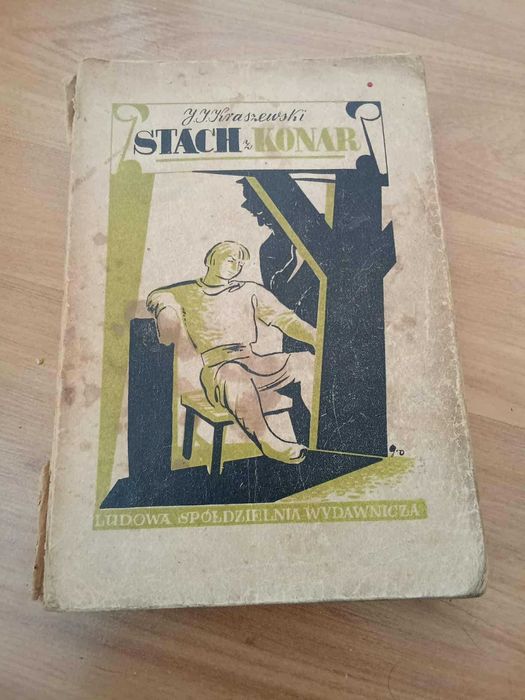 J.I.Kraszewski
STACH z KONAR
g.o
LUDOWA SPÓŁDZIELNIA WYDAWNICZA